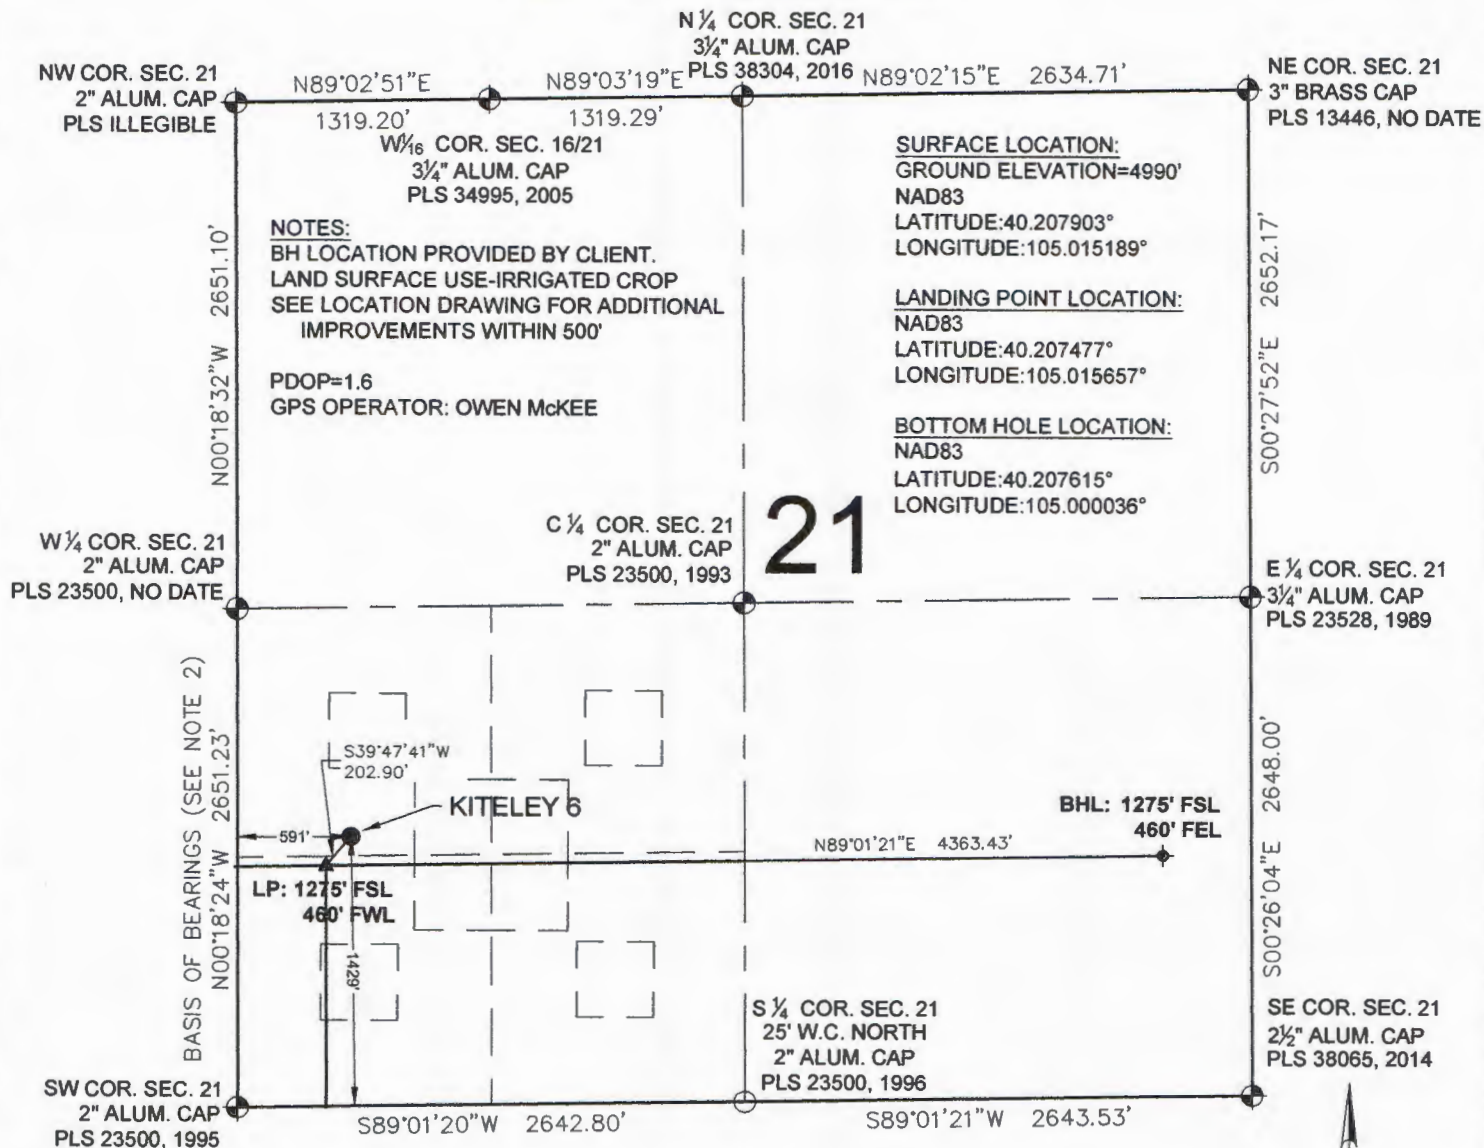 N ¼ COR. SEC. 21
3¼" ALUM. CAP
PLS 38304, 2016
NW COR. SEC. 21
2" ALUM. CAP
PLS ILLEGIBLE
N89°02'51"E
1319.20'
N89°03'19"E
1319.29'
N89°02'15"E 2634.71'
NE COR. SEC. 21
3" BRASS CAP
PLS 13446, NO DATE
W1/16 COR. SEC. 16/21
3¼" ALUM. CAP
PLS 34995, 2005
NOTES:
BH LOCATION PROVIDED BY CLIENT.
LAND SURFACE USE-IRRIGATED CROP
SEE LOCATION DRAWING FOR ADDITIONAL
IMPROVEMENTS WITHIN 500'
PDOP=1.6
GPS OPERATOR: OWEN McKEE
SURFACE LOCATION:
GROUND ELEVATION=4990'
NAD83
LATITUDE:40.207903°
LONGITUDE:105.015189°
LANDING POINT LOCATION:
NAD83
LATITUDE:40.207477°
LONGITUDE:105.015657°
BOTTOM HOLE LOCATION:
NAD83
LATITUDE:40.207615°
LONGITUDE:105.000036°
N00°18'32"W 2651.10'
S00°27'52"E 2652.17'
21
C ¼ COR. SEC. 21
2" ALUM. CAP
PLS 23500, 1993
W ¼ COR. SEC. 21
2" ALUM. CAP
PLS 23500, NO DATE
E ¼ COR. SEC. 21
3¼" ALUM. CAP
PLS 23528, 1989
BASIS OF BEARINGS (SEE NOTE 2)
N00°18'24"W 2651.23'
S39°47'41"W
202.90'
KITELEY 6
591'
LP: 1275' FSL
460' FWL
1429'
BHL: 1275' FSL
460' FEL
N89°01'21"E 4363.43'
S00°26'04"E 2648.00'
S ¼ COR. SEC. 21
25' W.C. NORTH
2" ALUM. CAP
PLS 23500, 1996
SE COR. SEC. 21
2½" ALUM. CAP
PLS 38065, 2014
SW COR. SEC. 21
2" ALUM. CAP
PLS 23500, 1995
S89°01'20"W 2642.80'
S89°01'21"W 2643.53'